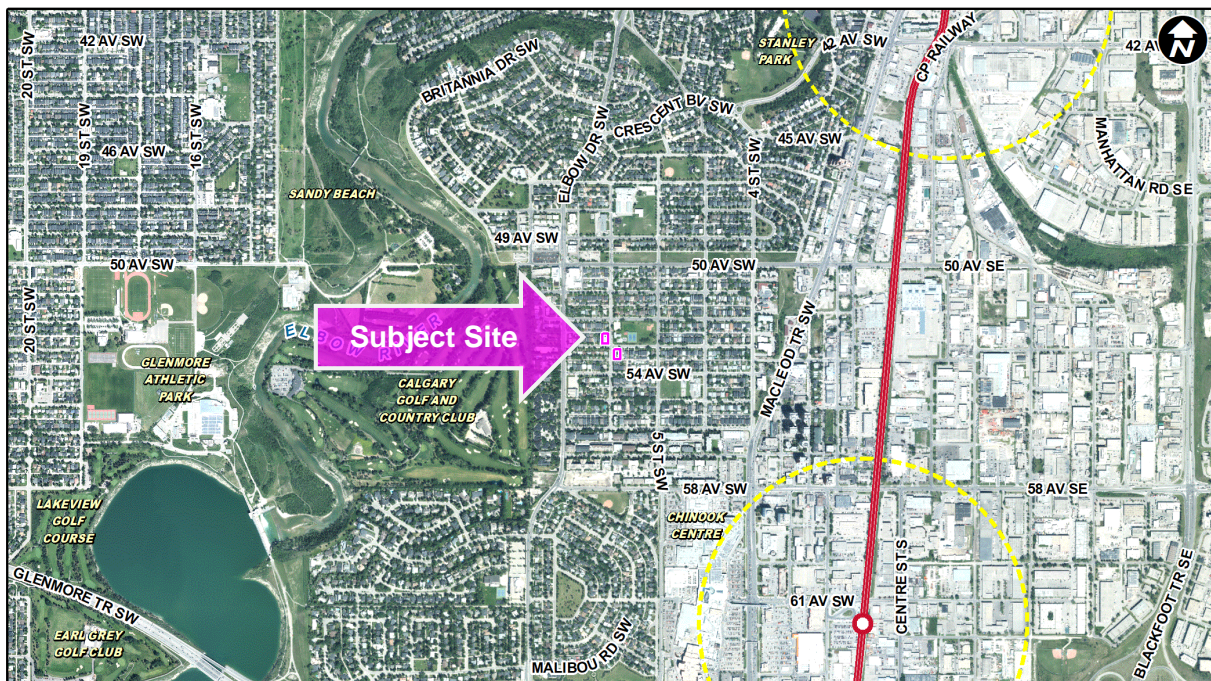 42 AV SW
20 ST SW
19 ST SW
16 ST SW
46 AV SW
BRITANNIA DR SW
ELBOW DR SW
CRESCENT BV SW
STANLEY
PARK
42 AV SW
CP RAILWAY
42 AV
N
45 AV SW
4 ST SW
MANHATTAN RD SE
SANDY BEACH
49 AV SW
50 AV SW
50 AV SW
50 AV SE
20 ST SW
ELBOW RIVER
Subject Site
GLENMORE
ATHLETIC
PARK
CALGARY
GOLF AND
COUNTRY CLUB
54 AV SW
MACLEOD TR SW
5 ST SW
58 AV SW
58 AV SE
LAKEVIEW
GOLF
COURSE
CHINOOK
CENTRE
GLENMORE TR SW
EARL GREY
GOLF CLUB
61 AV SW
CENTRE ST S
MALIBOU RD SW
BLACKFOOT TR SE